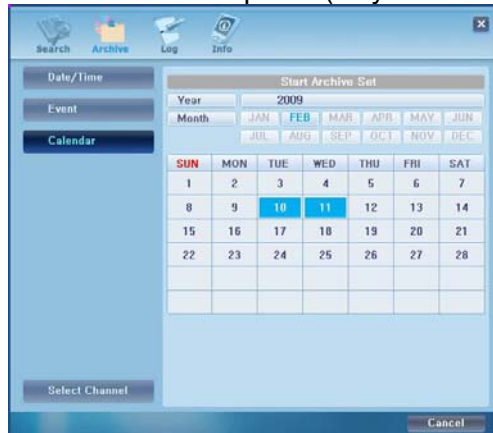 Search Archive Log Info
Date/Time
Event
Calendar
Select Channel
Start Archive Set
Year 2009
Month JAN FEB MAR APR MAY JUN
JUL AUG SEP OCT NOV DEC
SUN MON TUE WED THU FRI SAT
1 2 3 4 5 6 7
8 9 10 11 12 13 14
15 16 17 18 19 20 21
22 23 24 25 26 27 28
Cancel